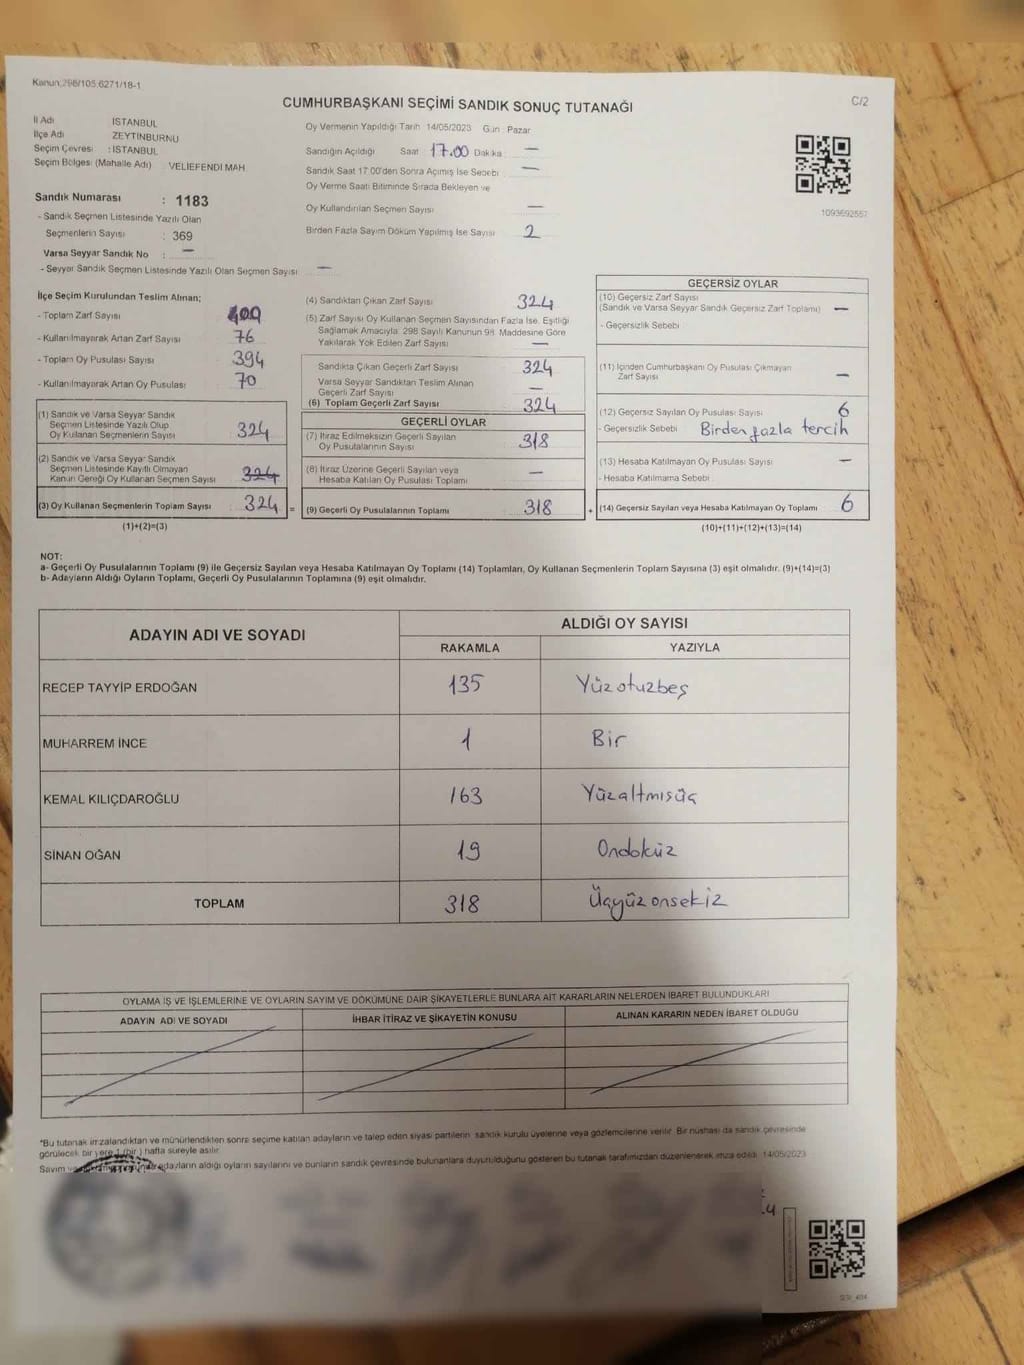 Kanun:298/105,6271/18-1
CUMHURBAŞKANI SEÇİMİ SANDIK SONUÇ TUTANAĞI
C/2
İl Adı İSTANBUL
İlçe Adı ZEYTİNBURNU
Seçim Çevresi : İSTANBUL
Seçim Bölgesi (Mahalle Adı) VELİEFENDİ MAH
Sandık Numarası : 1183
- Sandık Seçmen Listesinde Yazılı Olan
Seçmenlerin Sayısı : 369
Varsa Seyyar Sandık No : —
- Seyyar Sandık Seçmen Listesinde Yazılı Olan Seçmen Sayısı —
Oy Vermenin Yapıldığı Tarih 14/05/2023 Gün: Pazar
Sandığın Açıldığı Saat 17.00 Dakika —
Sandık Saat 17.00'den Sonra Açılmış İse Sebebi —
Oy Verme Saati Bitiminde Sırada Bekleyen ve
Oy Kullandırılan Seçmen Sayısı —
Birden Fazla Sayım Döküm Yapılmış İse Sayısı 2
1093692557
İlçe Seçim Kurulundan Teslim Alınan;
- Toplam Zarf Sayısı 400
- Kullanılmayarak Artan Zarf Sayısı 76
- Toplam Oy Pusulası Sayısı 394
- Kullanılmayarak Artan Oy Pusulası 70
(1) Sandık ve Varsa Seyyar Sandık
Seçmen Listesinde Yazılı Olup
Oy Kullanan Seçmenlerin Sayısı 324
(2) Sandık ve Varsa Seyyar Sandık
Seçmen Listesinde Kayıtlı Olmayan
Kanun Gereği Oy Kullanan Seçmen Sayısı 324
(3) Oy Kullanan Seçmenlerin Toplam Sayısı 324 =
(1)+(2)=(3)
(4) Sandıktan Çıkan Zarf Sayısı 324
(5) Zarf Sayısı Oy Kullanan Seçmen Sayısından Fazla İse, Eşitliği
Sağlamak Amacıyla, 298 Sayılı Kanunun 98. Maddesine Göre
Yakılarak Yok Edilen Zarf Sayısı —
Sandıkta Çıkan Geçerli Zarf Sayısı 324
Varsa Seyyar Sandıktan Teslim Alınan
Geçerli Zarf Sayısı —
(6) Toplam Geçerli Zarf Sayısı 324
GEÇERLİ OYLAR
(7) İtiraz Edilmeksizin Geçerli Sayılan
Oy Pusulalarının Sayısı 318
(8) İtiraz Üzerine Geçerli Sayılan veya
Hesaba Katılan Oy Pusulası Toplamı —
(9) Geçerli Oy Pusulalarının Toplamı 318 +
GEÇERSİZ OYLAR
(10) Geçersiz Zarf Sayısı
(Sandık ve Varsa Seyyar Sandık Geçersiz Zarf Toplamı) —
- Geçersizlik Sebebi
(11) İçinden Cumhurbaşkanı Oy Pusulası Çıkmayan
Zarf Sayısı —
(12) Geçersiz Sayılan Oy Pusulası Sayısı 6
- Geçersizlik Sebebi Birden fazla tercih
(13) Hesaba Katılmayan Oy Pusulası Sayısı —
- Hesaba Katılmama Sebebi
(14) Geçersiz Sayılan veya Hesaba Katılmayan Oy Toplamı 6
(10)+(11)+(12)+(13)=(14)
NOT:
a- Geçerli Oy Pusulalarının Toplamı (9) ile Geçersiz Sayılan veya Hesaba Katılmayan Oy Toplamı (14) Toplamları, Oy Kullanan Seçmenlerin Toplam Sayısına (3) eşit olmalıdır. (9)+(14)=(3)
b- Adayların Aldığı Oyların Toplamı, Geçerli Oy Pusulalarının Toplamına (9) eşit olmalıdır.
ADAYIN ADI VE SOYADI ALDIĞI OY SAYISI
RAKAMLA YAZIYLA
RECEP TAYYİP ERDOĞAN 135 Yüzotuzbeş
MUHARREM İNCE 1 Bir
KEMAL KILIÇDAROĞLU 163 Yüzaltmışüç
SİNAN OĞAN 19 Ondokuz
TOPLAM 318 Üçyüzonsekiz
OYLAMA İŞ VE İŞLEMLERİNE VE OYLARIN SAYIM VE DÖKÜMÜNE DAİR ŞİKAYETLERLE BUNLARA AİT KARARLARIN NELERDEN İBARET BULUNDUKLARI
ADAYIN ADI VE SOYADI İHBAR İTİRAZ VE ŞİKAYETİN KONUSU ALINAN KARARIN NEDEN İBARET OLDUĞU
*Bu tutanak imzalandıktan ve mühürlendikten sonra seçime katılan adayların ve talep eden siyasi partilerin sandık kurulu üyelerine veya gözlemcilerine verilir. Bir nüshası da sandık çevresinde
görülecek bir yere 1 (bir) hafta süreyle asılır.
Sayım ve adayların aldığı oyların sayılarını ve bunların sandık çevresinde bulunanlara duyurulduğunu gösteren bu tutanak tarafımızdan düzenlenerek imza edildi. 14/05/2023